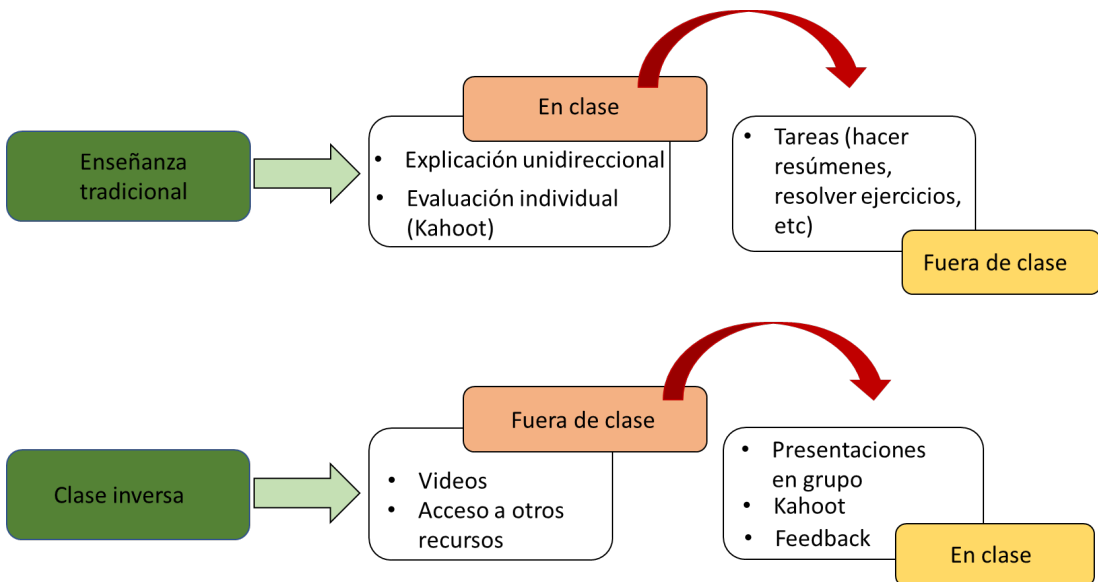 Enseñanza
tradicional
En clase
• Explicación unidireccional
• Evaluación individual
(Kahoot)
• Tareas (hacer
resúmenes,
resolver ejercicios,
etc)
Fuera de clase
Clase inversa
Fuera de clase
• Videos
• Acceso a otros
recursos
• Presentaciones
en grupo
• Kahoot
• Feedback
En clase